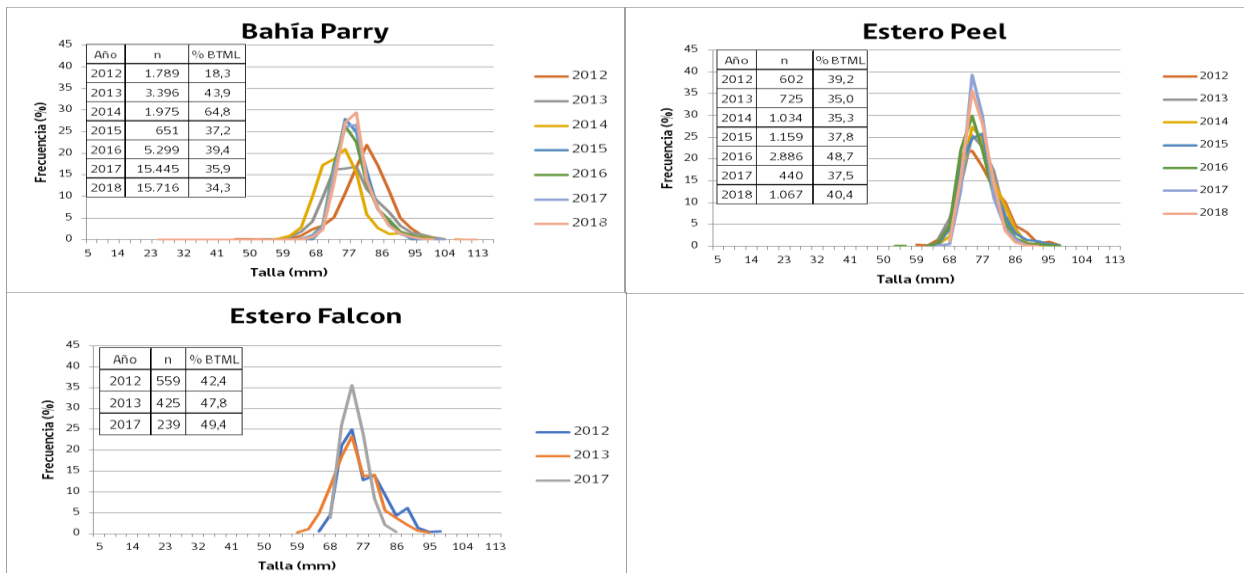 Bahía Parry
Frecuencia (%)
45
40
35
30
25
20
15
10
5
0
Año n % BTML
2012 1.789 18,3
2013 3.396 43,9
2014 1.975 64,8
2015 651 37,2
2016 5.299 39,4
2017 15.445 35,9
2018 15.716 34,3
5 14 23 32 41 50 59 68 77 86 95 104 113
Talla (mm)
2012
2013
2014
2015
2016
2017
2018
Estero Peel
Frecuencia (%)
45
40
35
30
25
20
15
10
5
0
Año n % BTML
2012 602 39,2
2013 725 35,0
2014 1.034 35,3
2015 1.159 37,8
2016 2.886 48,7
2017 440 37,5
2018 1.067 40,4
5 14 23 32 41 50 59 68 77 86 95 104 113
Talla (mm)
2012
2013
2014
2015
2016
2017
2018
Estero Falcon
Frecuencia (%)
45
40
35
30
25
20
15
10
5
0
Año n % BTML
2012 559 42,4
2013 425 47,8
2017 239 49,4
5 14 23 32 41 50 59 68 77 86 95 104 113
Talla (mm)
2012
2013
2017